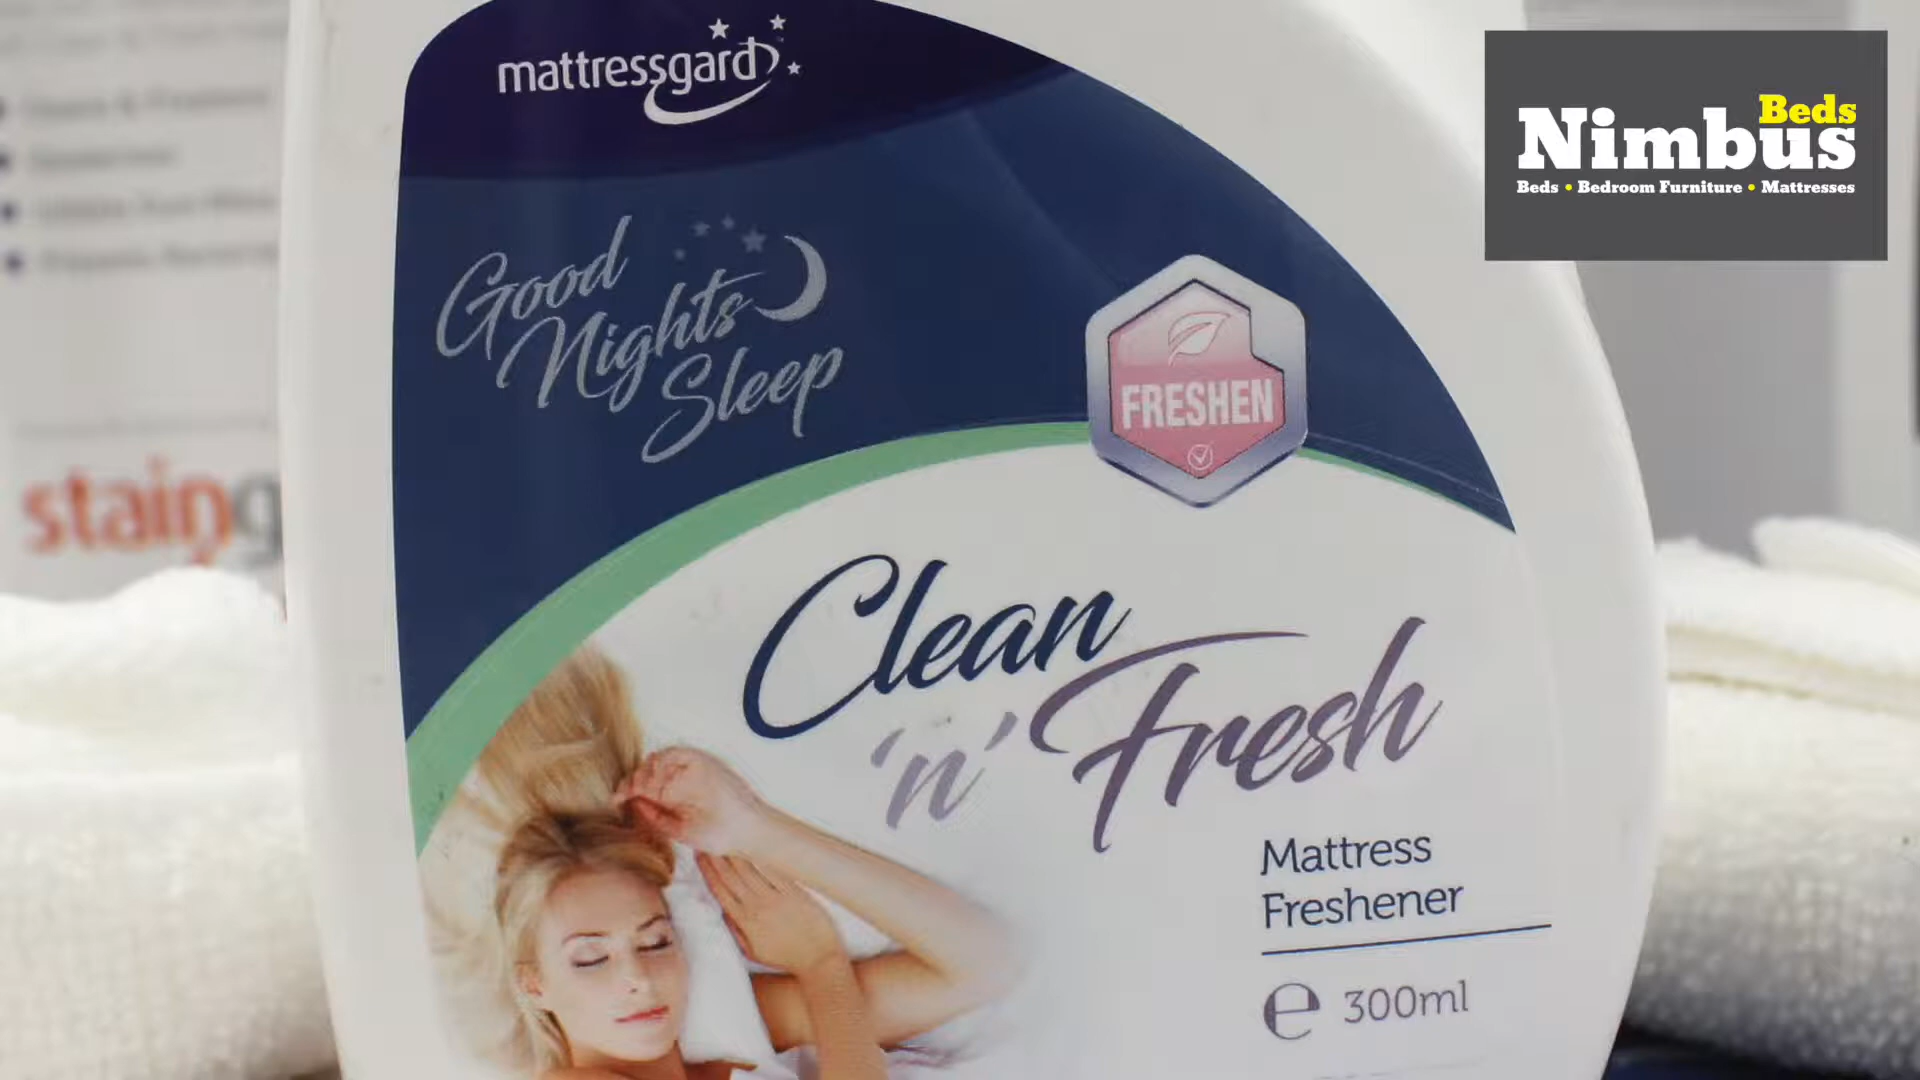 mattressgard
Good
Nights
Sleep
FRESHEN
Clean
'n' Fresh
Mattress
Freshener
℮ 300ml
Beds
Nimbus
Beds • Bedroom Furniture • Mattresses